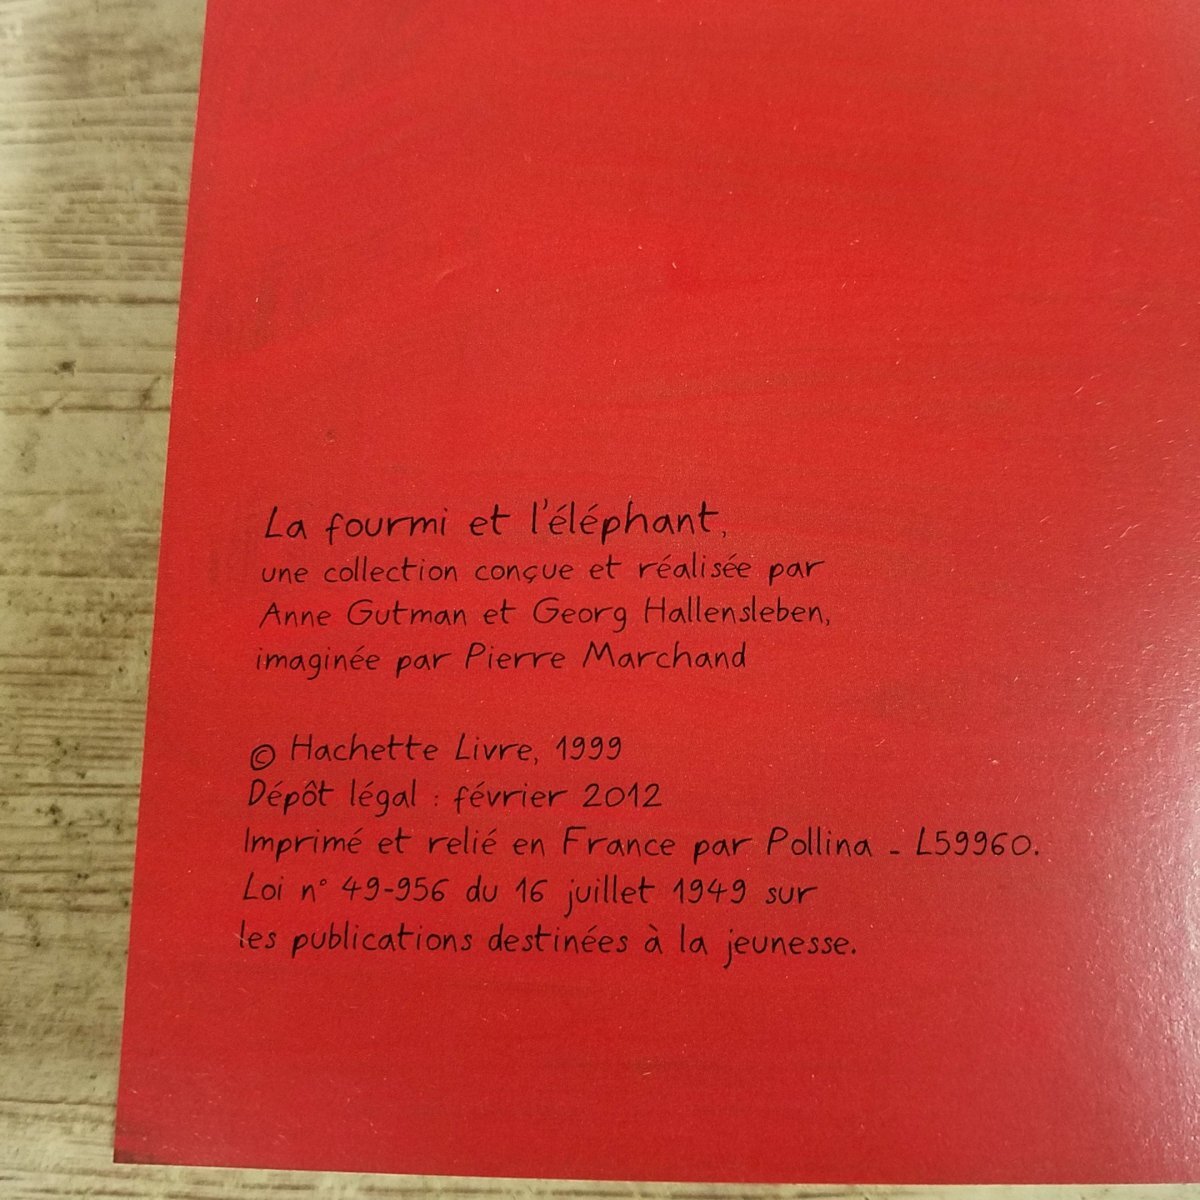 La fourmi et l'éléphant,
une collection conçue et réalisée par
Anne Gutman et Georg Hallensleben,
imaginée par Pierre Marchand
© Hachette Livre, 1999
Dépôt légal : février 2012
Imprimé et relié en France par Pollina - L59960.
Loi n° 49-956 du 16 juillet 1949 sur
les publications destinées à la jeunesse.